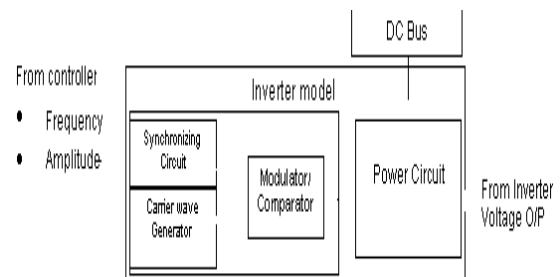 DC Bus
From controller
• Frequency
• Amplitude
Inverter model
Synchronizing
Circuit
Carrier wave
Generator
Modulator/
Comparator
Power Circuit
From Inverter
Voltage O/P